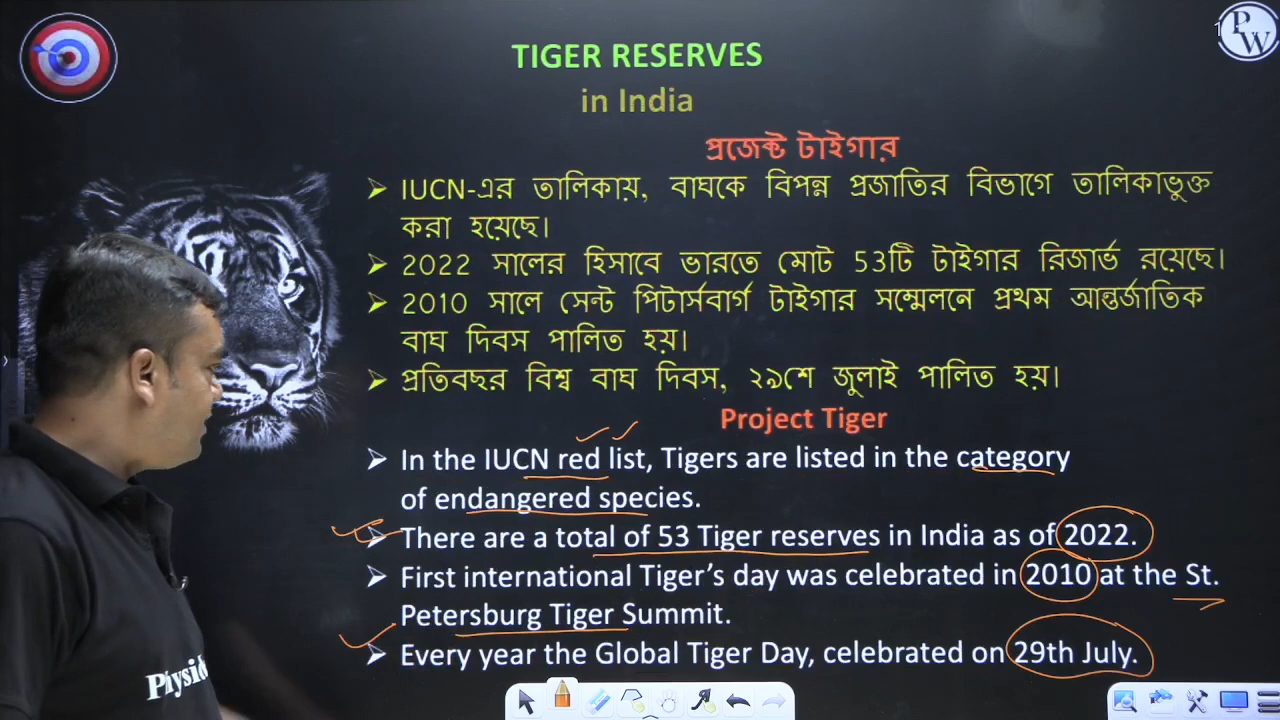 TIGER RESERVES
PW
in India
প্রজেক্ট টাইগার
➢ IUCN-এর তালিকায়, বাঘকে বিপন্ন প্রজাতির বিভাগে তালিকাভুক্ত
করা হয়েছে।
➢ 2022 সালের হিসাবে ভারতে মোট 53টি টাইগার রিজার্ভ রয়েছে।
➢ 2010 সালে সেন্ট পিটার্সবার্গ টাইগার সম্মেলনে প্রথম আন্তর্জাতিক
বাঘ দিবস পালিত হয়।
➢ প্রতিবছর বিশ্ব বাঘ দিবস, ২৯শে জুলাই পালিত হয়।
Project Tiger
➢ In the IUCN red list, Tigers are listed in the category
of endangered species.
➢ There are a total of 53 Tiger reserves in India as of 2022.
➢ First international Tiger's day was celebrated in 2010 at the St.
Petersburg Tiger Summit.
➢ Every year the Global Tiger Day, celebrated on 29th July.